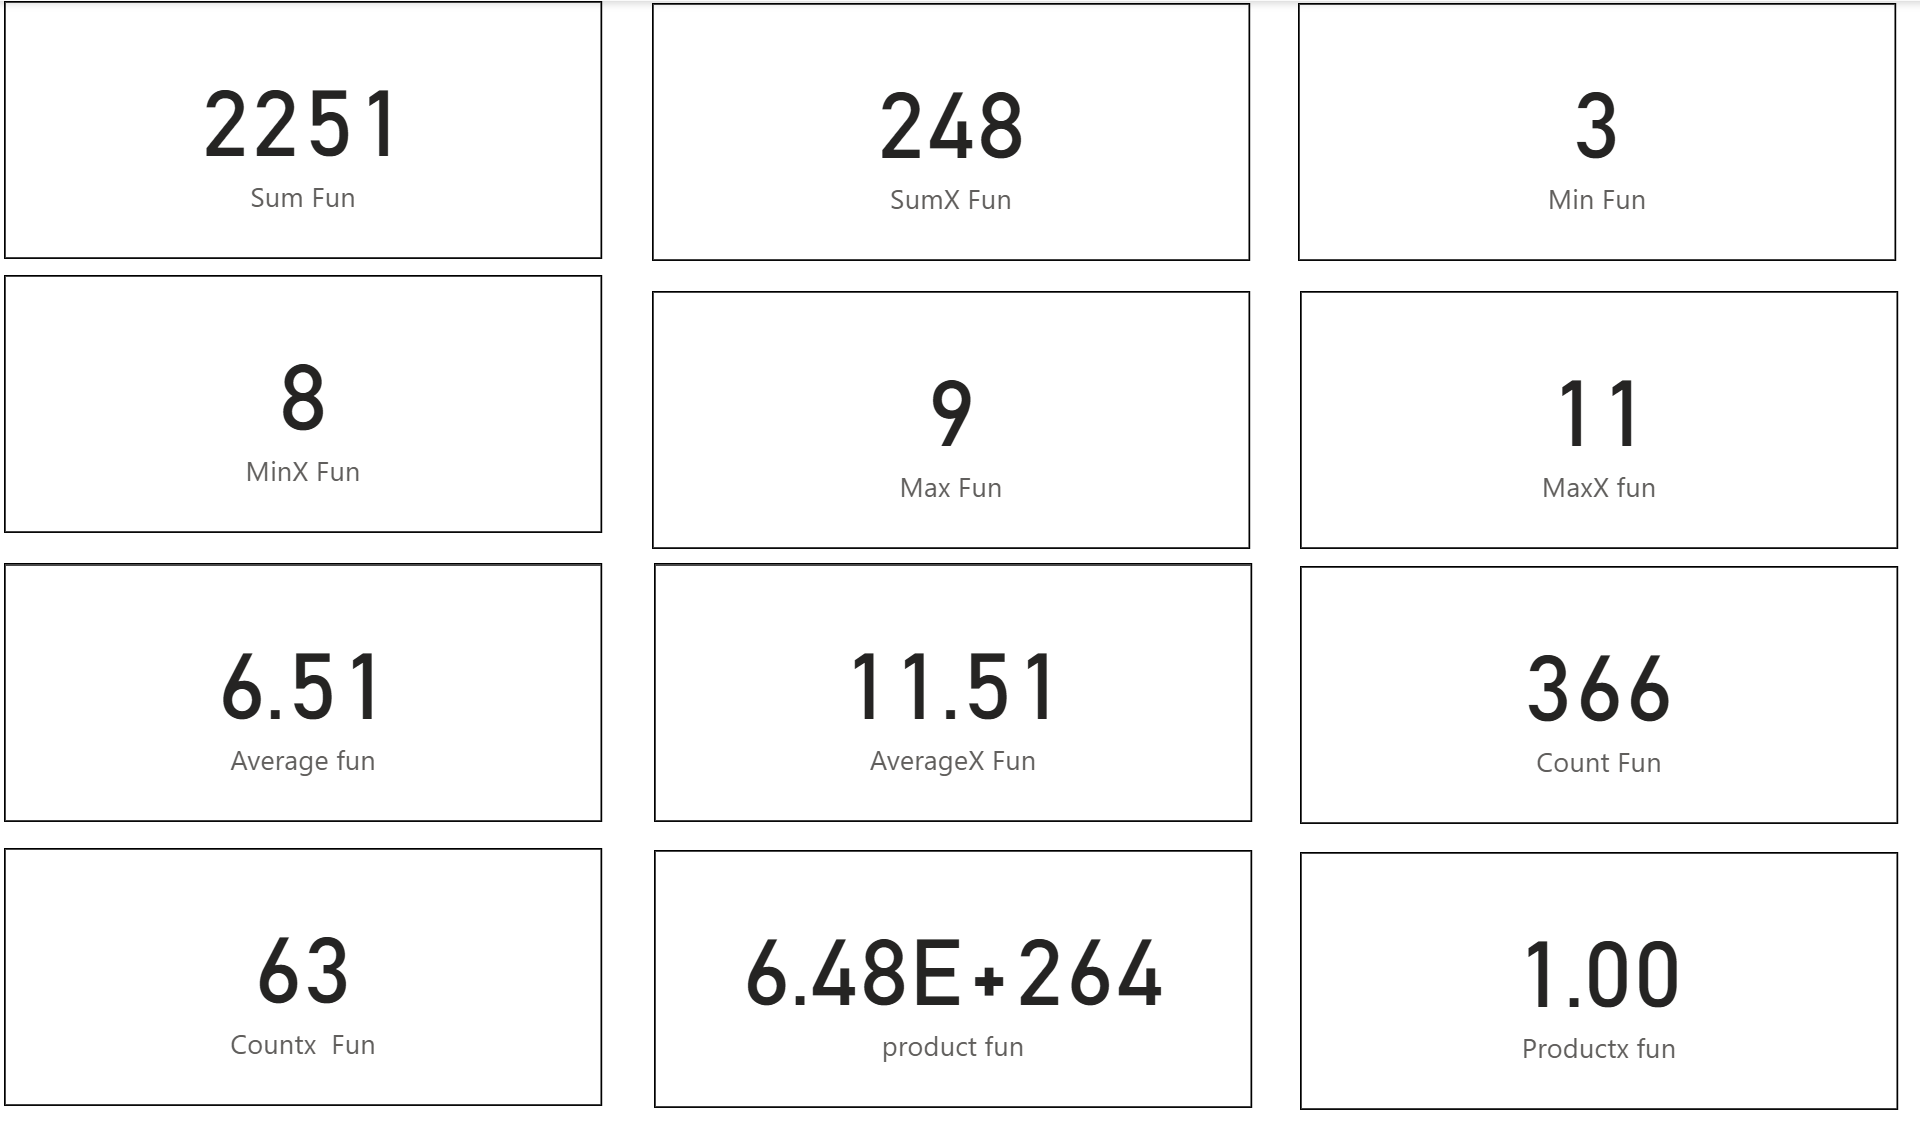 2251
Sum Fun
248
SumX Fun
3
Min Fun
8
MinX Fun
9
Max Fun
11
MaxX fun
6.51
Average fun
11.51
AverageX Fun
366
Count Fun
63
Countx  Fun
6.48E+264
product fun
1.00
Productx fun